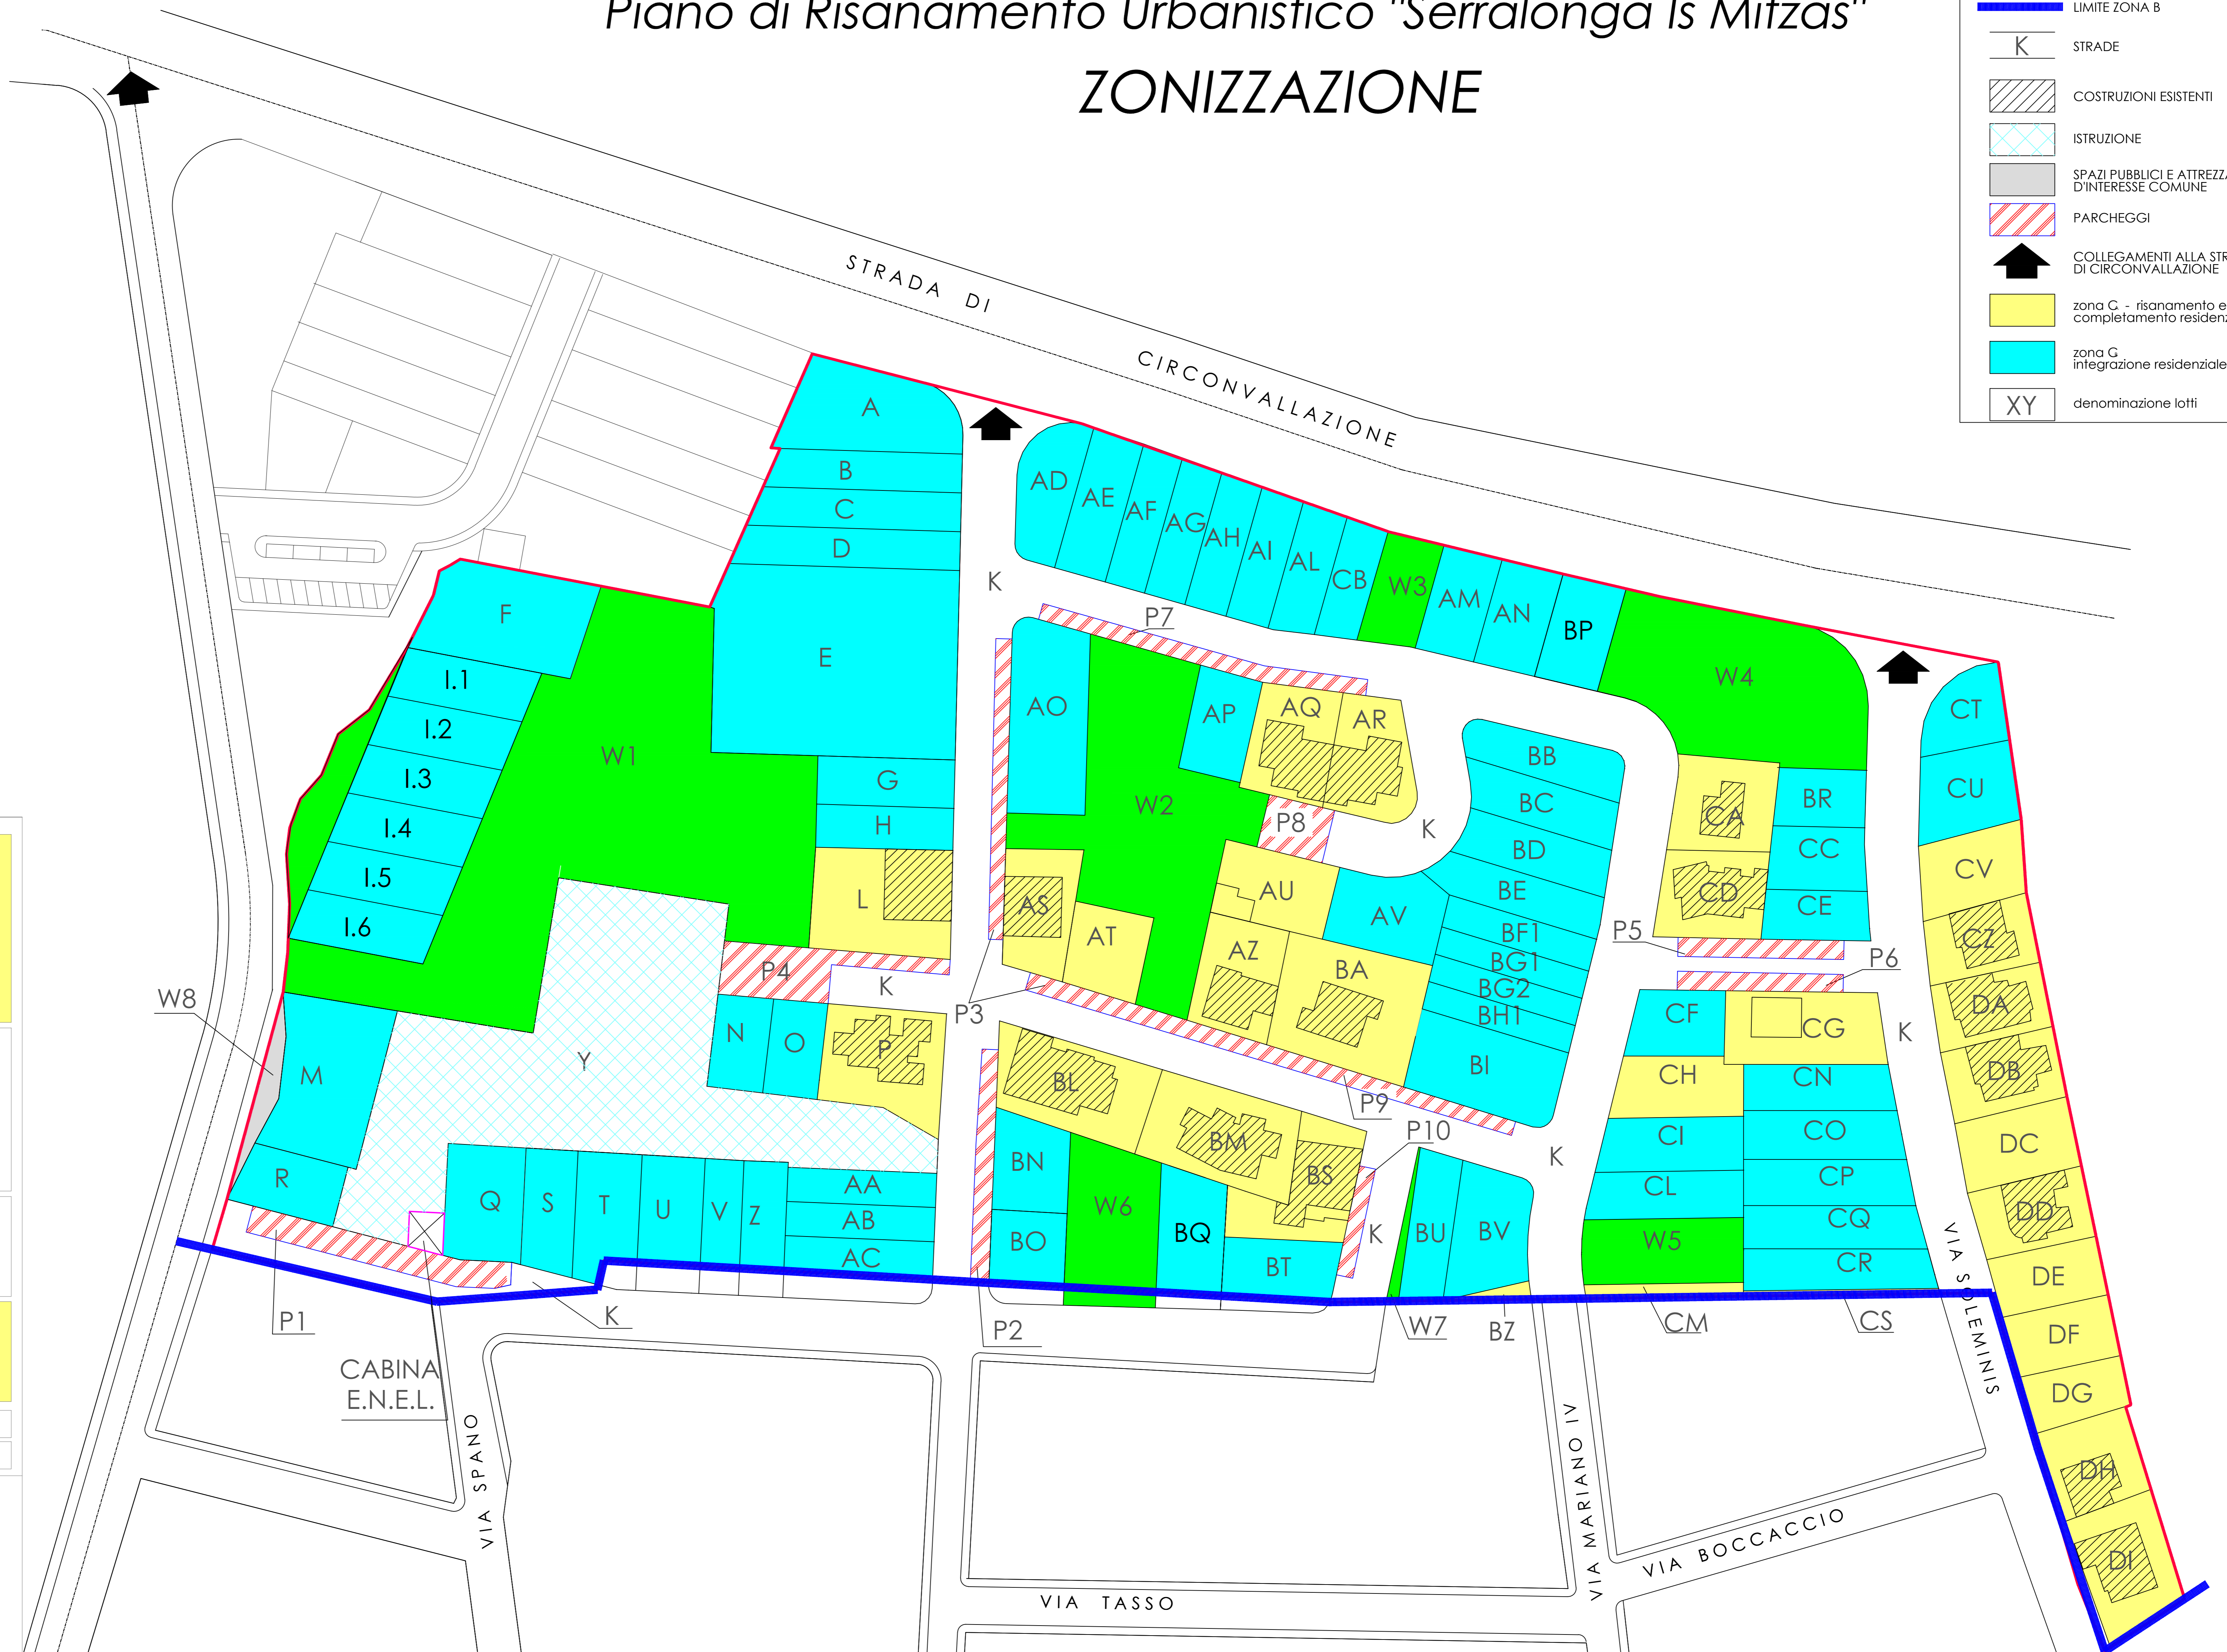 Piano di Risanamento Urbanistico "Serralonga Is Mitzas"
ZONIZZAZIONE
LIMITE ZONA B
K STRADE
COSTRUZIONI ESISTENTI
ISTRUZIONE
SPAZI PUBBLICI E ATTREZZA
D'INTERESSE COMUNE
PARCHEGGI
COLLEGAMENTI ALLA STR
DI CIRCONVALLAZIONE
zona C - risanamento e
completamento residenz
zona C
integrazione residenziale
XY denominazione lotti
STRADA DI
CIRCONVALLAZIONE
A
B
C
D
E
F
I.1
I.2
I.3
I.4
I.5
I.6
W1
G
H
L
K
AD
AE
AF
AG
AH
AI
AL
CB
W3
AM
AN
BP
W4
P7
AO
AP
AQ
AR
W2
P8
K
AS
AT
AU
AV
AZ
BA
BB
BC
BD
BE
BF1
BG1
BG2
BH1
BI
CA
BR
CC
CD
CE
P5
P6
CT
CU
CV
CZ
DA
DB
DC
DD
DE
DF
DG
DH
DI
W8
M
R
Y
P4
K
P3
N
O
P
Q
S
T
U
V
Z
AA
AB
AC
BL
BM
BS
BN
BO
W6
BQ
BT
P9
P10
K
K
BU
BV
CF
CG
K
CH
CN
CI
CO
CL
CP
W5
CQ
CR
P1
K
P2
W7
BZ
CM
CS
CABINA
E.N.E.L.
VIA SPANO
VIA TASSO
VIA MARIANO IV
VIA BOCCACCIO
VIA SOLEMINIS